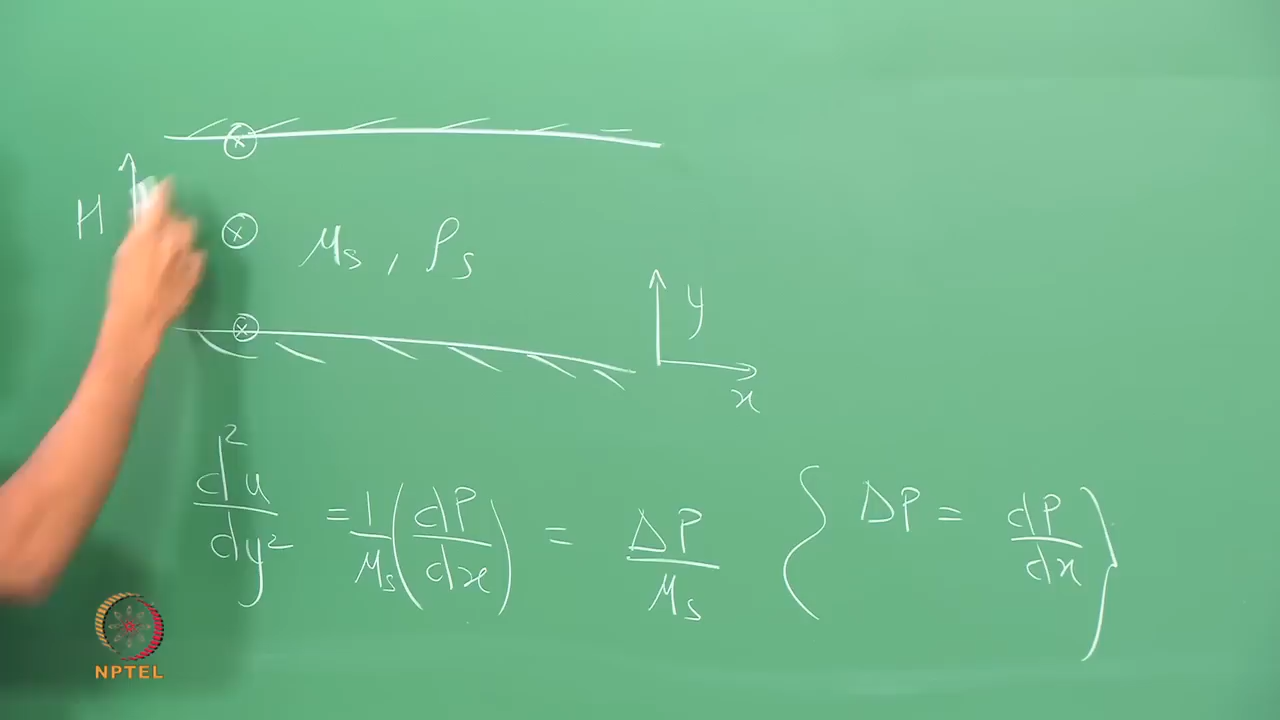 H
μₛ , ρₛ
y
x
d²u/dy² = 1/μₛ (dP/dx) = ΔP/μₛ { ΔP = dP/dx }
NPTEL